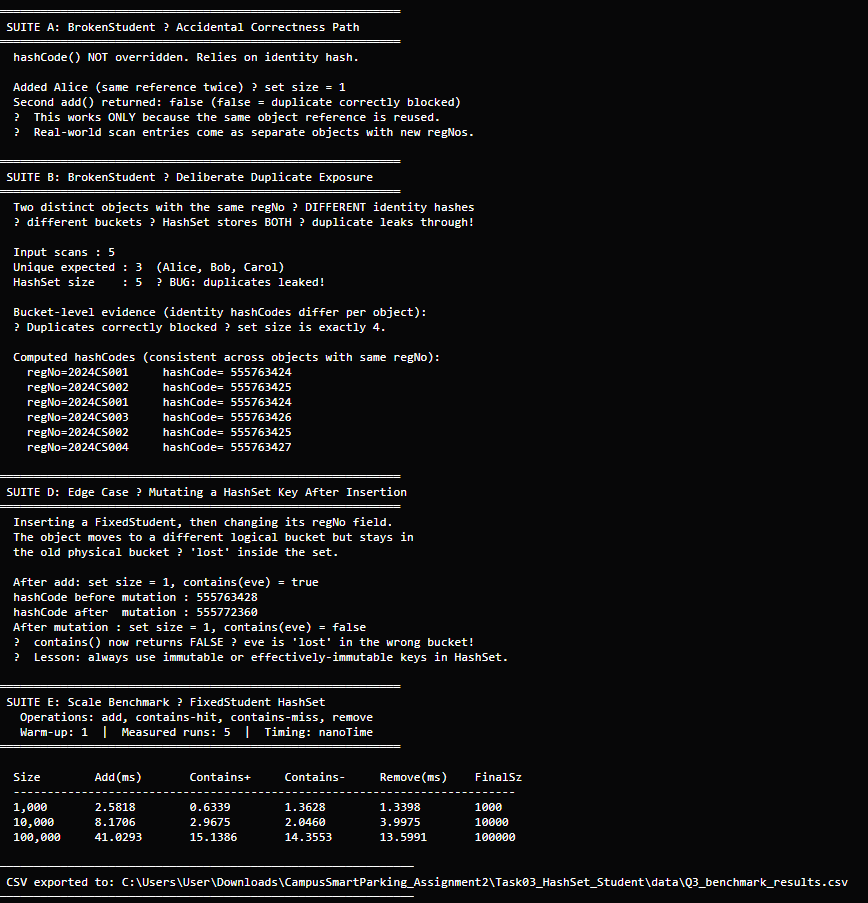 SUITE A: BrokenStudent ? Accidental Correctness Path
hashCode() NOT overridden. Relies on identity hash.
Added Alice (same reference twice) ? set size = 1
Second add() returned: false (false = duplicate correctly blocked)
?  This works ONLY because the same object reference is reused.
?  Real-world scan entries come as separate objects with new regNos.
SUITE B: BrokenStudent ? Deliberate Duplicate Exposure
Two distinct objects with the same regNo ? DIFFERENT identity hashes
? different buckets ? HashSet stores BOTH ? duplicate leaks through!
Input scans : 5
Unique expected : 3  (Alice, Bob, Carol)
HashSet size    : 5  ? BUG: duplicates leaked!
Bucket-level evidence (identity hashCodes differ per object):
? Duplicates correctly blocked ? set size is exactly 4.
Computed hashCodes (consistent across objects with same regNo):
regNo=2024CS001     hashCode= 555763424
regNo=2024CS002     hashCode= 555763425
regNo=2024CS001     hashCode= 555763424
regNo=2024CS003     hashCode= 555763426
regNo=2024CS002     hashCode= 555763425
regNo=2024CS004     hashCode= 555763427
SUITE D: Edge Case ? Mutating a HashSet Key After Insertion
Inserting a FixedStudent, then changing its regNo field.
The object moves to a different logical bucket but stays in
the old physical bucket ? 'lost' inside the set.
After add: set size = 1, contains(eve) = true
hashCode before mutation : 555763428
hashCode after  mutation : 555772360
After mutation : set size = 1, contains(eve) = false
?  contains() now returns FALSE ? eve is 'lost' in the wrong bucket!
?  Lesson: always use immutable or effectively-immutable keys in HashSet.
SUITE E: Scale Benchmark ? FixedStudent HashSet
Operations: add, contains-hit, contains-miss, remove
Warm-up: 1  |  Measured runs: 5  |  Timing: nanoTime
Size        Add(ms)       Contains+     Contains-     Remove(ms)    FinalSz
--------------------------------------------------------------------------
1,000       2.5818        0.6339        1.3628        1.3398        1000
10,000      8.1706        2.9675        2.0460        3.9975        10000
100,000     41.0293       15.1386       14.3553       13.5991       100000
CSV exported to: C:\Users\User\Downloads\CampusSmartParking_Assignment2\Task03_HashSet_Student\data\Q3_benchmark_results.csv